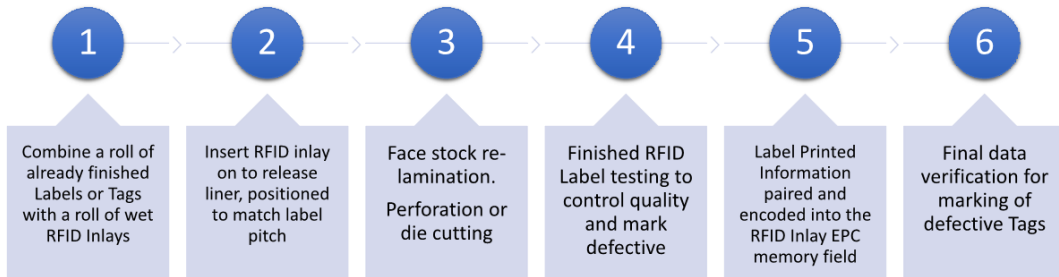 1
2
3
4
5
6
Combine a roll of
already finished
Labels or Tags
with a roll of wet
RFID Inlays
Insert RFID inlay
on to release
liner, positioned
to match label
pitch
Face stock re-
lamination.
Perforation or
die cutting
Finished RFID
Label testing to
control quality
and mark
defective
Label Printed
Information
paired and
encoded into the
RFID Inlay EPC
memory field
Final data
verification for
marking of
defective Tags